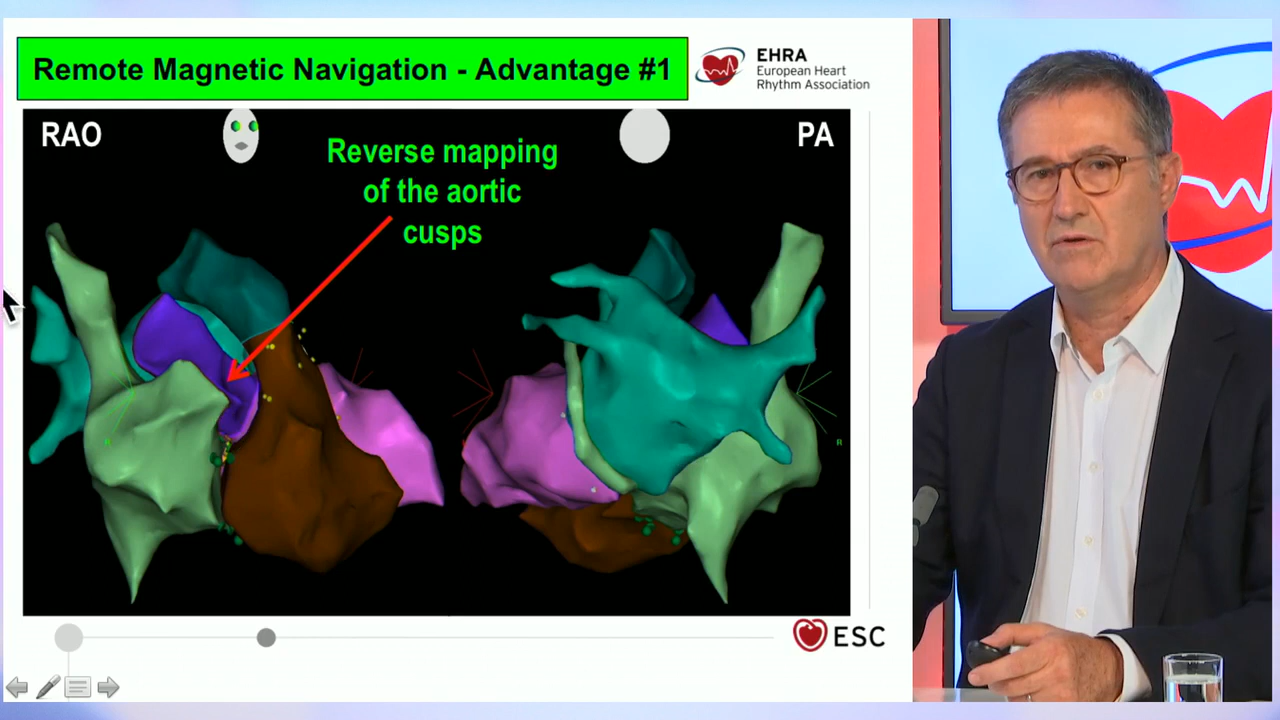 Remote Magnetic Navigation - Advantage #1
EHRA
European Heart
Rhythm Association
RAO
PA
Reverse mapping
of the aortic
cusps
R
R
ESC